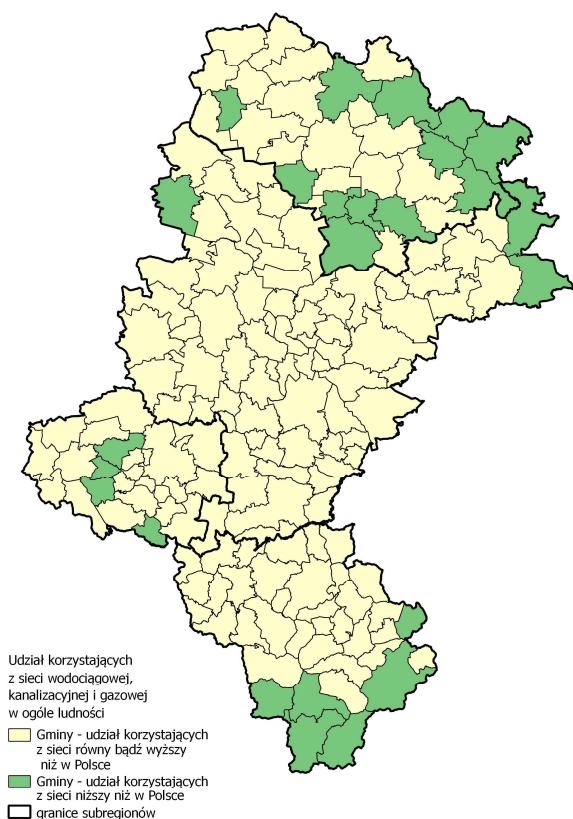 Udział korzystających
z sieci wodociągowej,
kanalizacyjnej i gazowej
w ogóle ludności
Gminy - udział korzystających
z sieci równy bądź wyższy
niż w Polsce
Gminy - udział korzystających
z sieci niższy niż w Polsce
granice subregionów